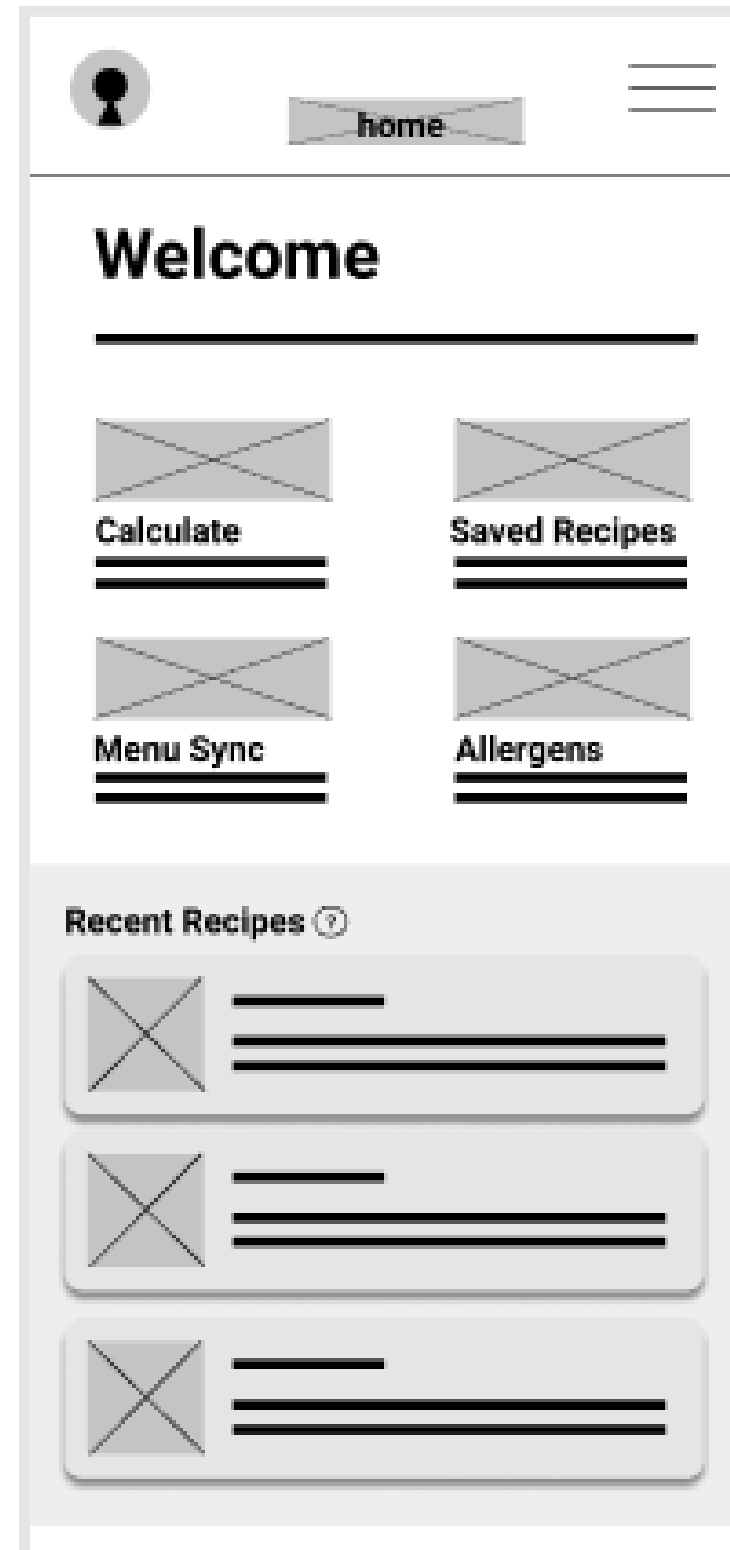 home
Welcome
Calculate
Saved Recipes
Menu Sync
Allergens
Recent Recipes ?